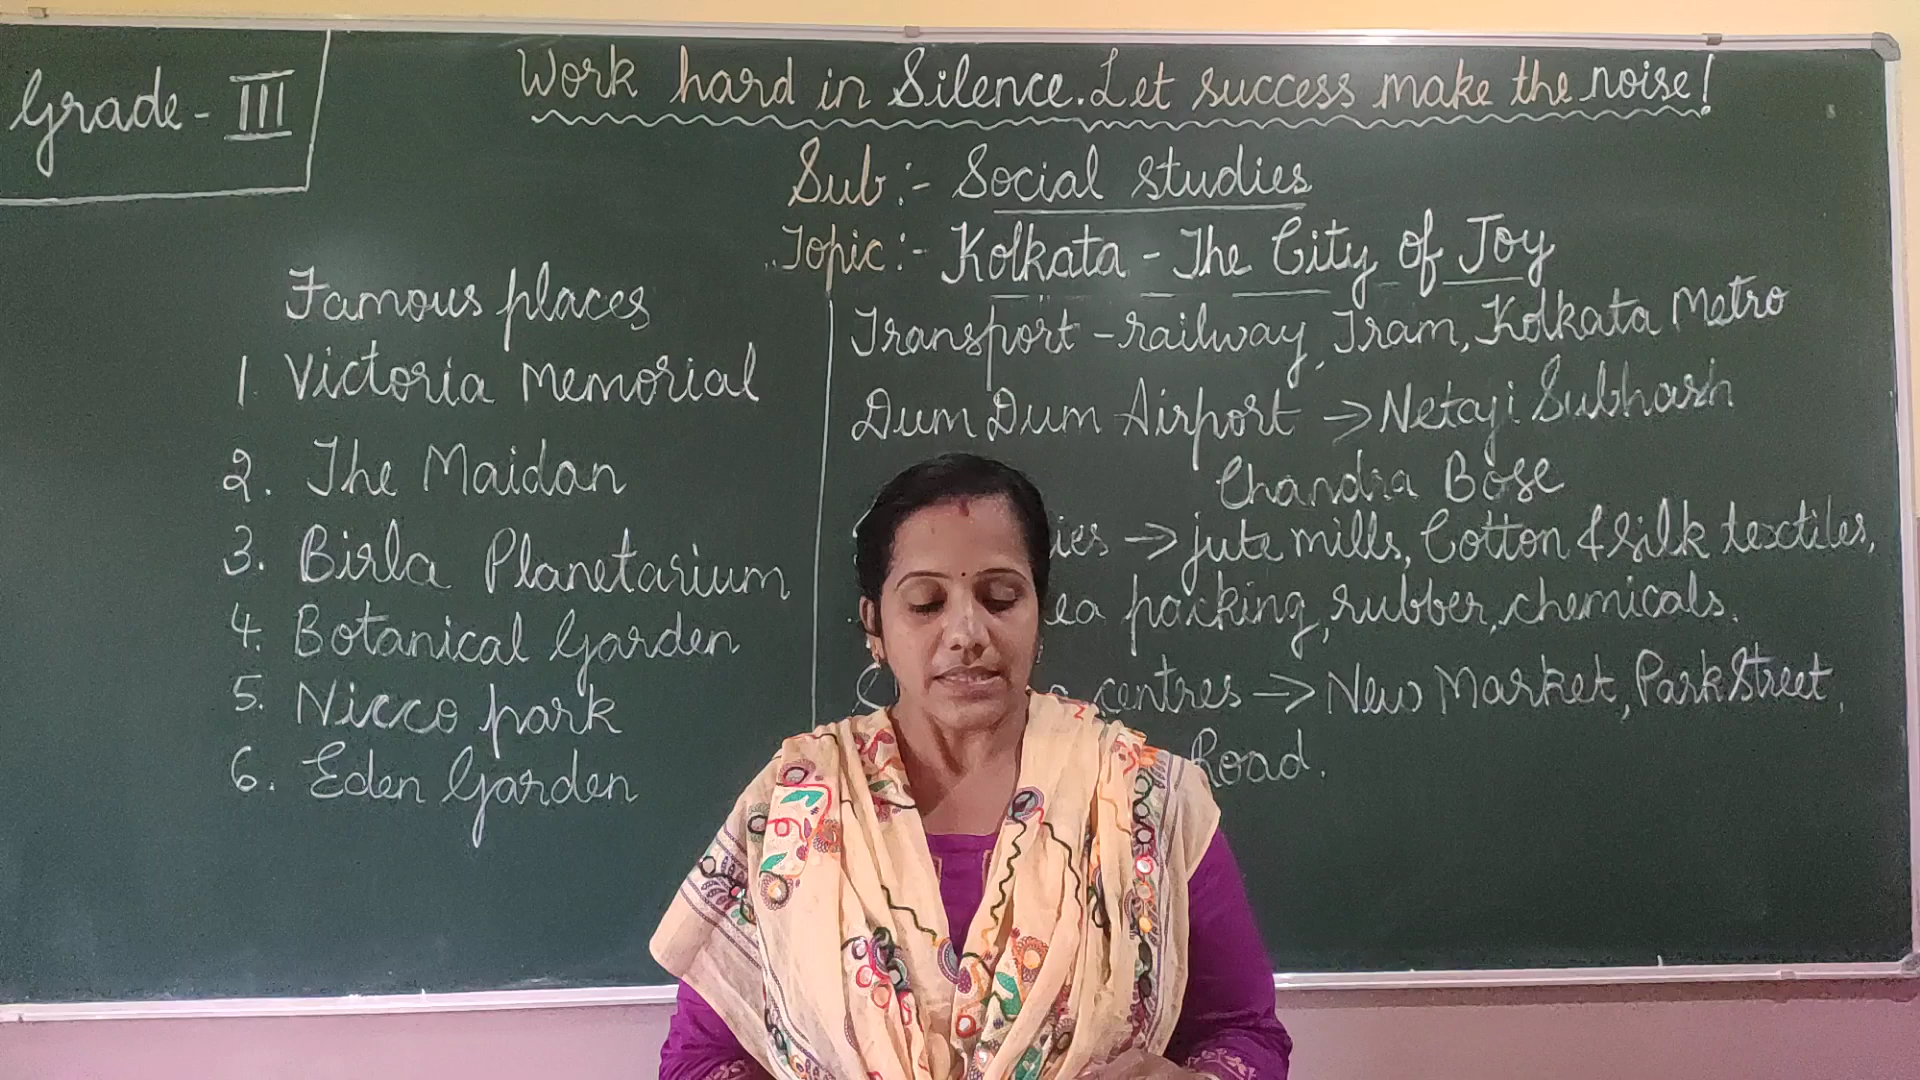 Grade - III
Work hard in Silence. Let success make the noise!
Sub :- Social studies
Topic :- Kolkata - The City of Joy
Famous places
1. Victoria Memorial
2. The Maidan
3. Birla Planetarium
4. Botanical Garden
5. Nicco park
6. Eden Garden
Transport - railway, Tram, Kolkata Metro
Dum Dum Airport → Netaji Subhash
Chandra Bose
→ jute mills, Cotton & Silk textiles,
packing, rubber, chemicals.
centres → New Market, Park Street,
Road.